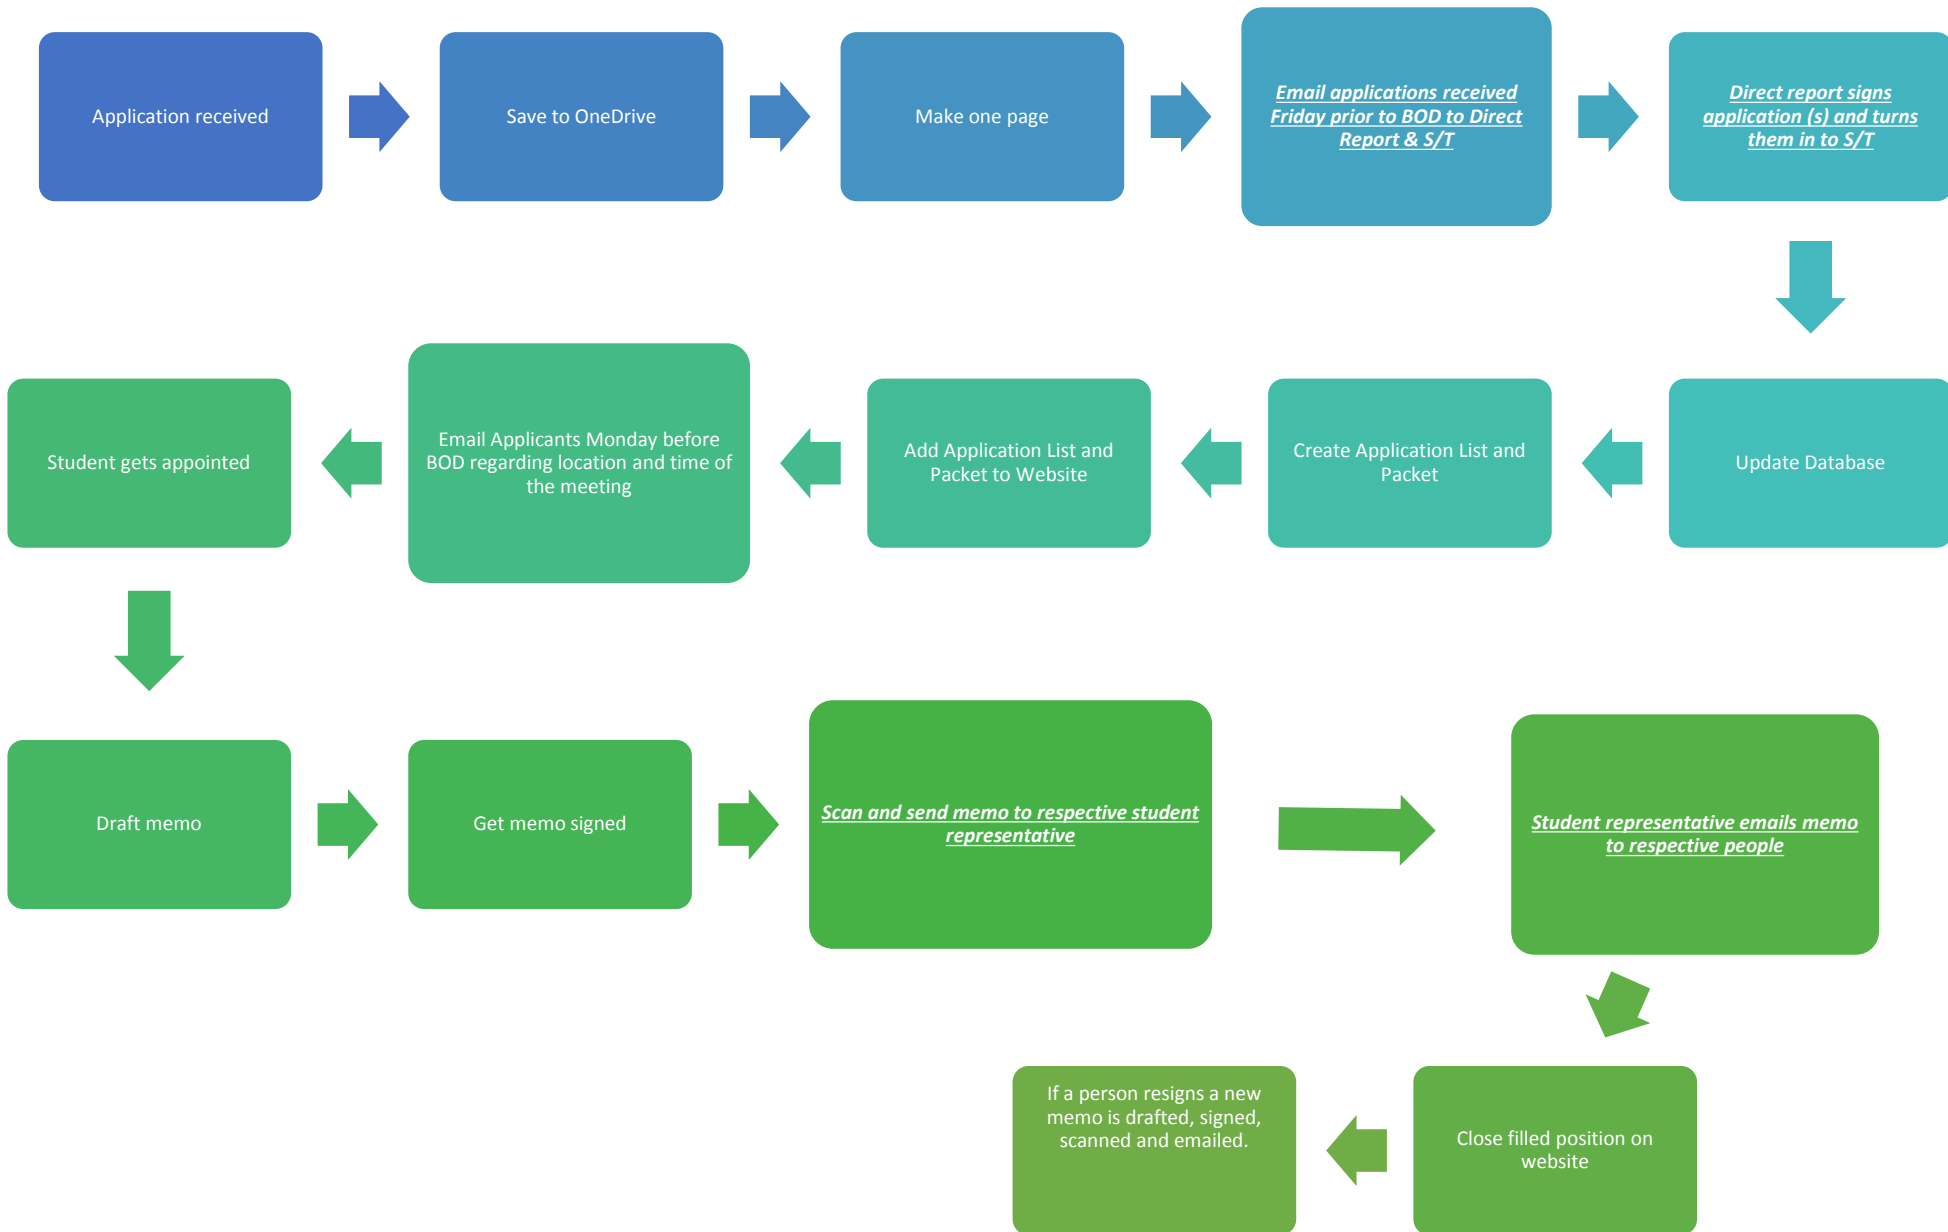 Application received
Save to OneDrive
Make one page
Email applications received
Friday prior to BOD to Direct
Report & S/T
Direct report signs
application (s) and turns
them in to S/T
Update Database
Create Application List and
Packet
Add Application List and
Packet to Website
Email Applicants Monday before
BOD regarding location and time of
the meeting
Student gets appointed
Draft memo
Get memo signed
Scan and send memo to respective student
representative
Student representative emails memo
to respective people
Close filled position on
website
If a person resigns a new
memo is drafted, signed,
scanned and emailed.